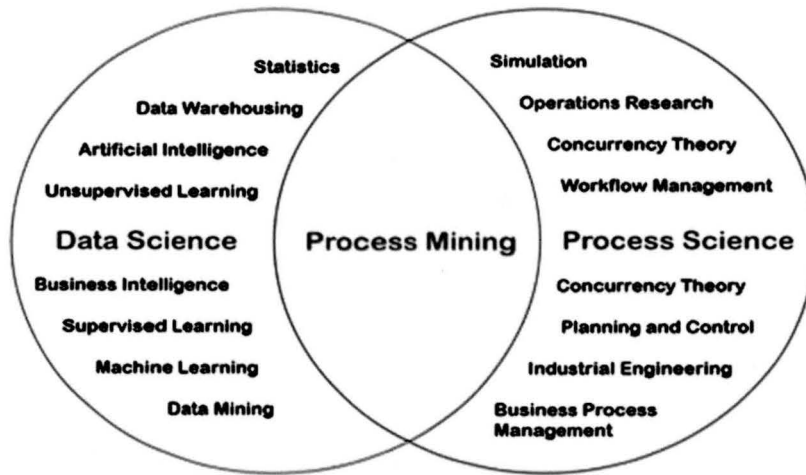 Statistics
Data Warehousing
Artificial Intelligence
Unsupervised Learning
Data Science
Business Intelligence
Supervised Learning
Machine Learning
Data Mining
Process Mining
Simulation
Operations Research
Concurrency Theory
Workflow Management
Process Science
Concurrency Theory
Planning and Control
Industrial Engineering
Business Process
Management